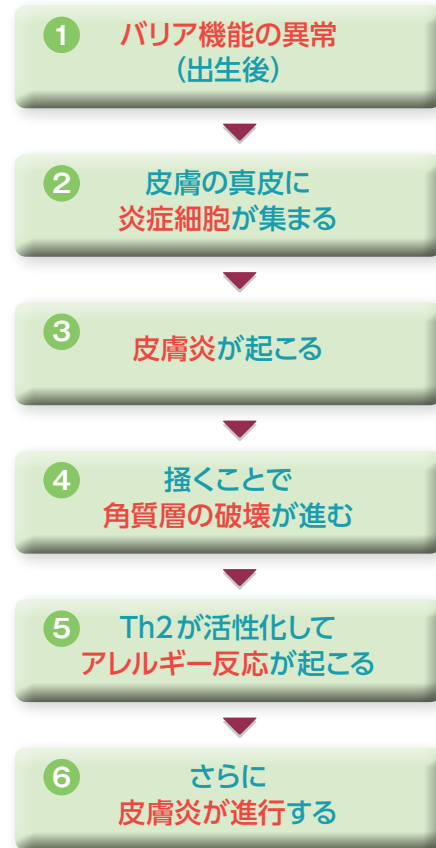 1 バリア機能の異常
(出生後)
2 皮膚の真皮に
炎症細胞が集まる
3 皮膚炎が起こる
4 掻くことで
角質層の破壊が進む
5 Th2が活性化して
アレルギー反応が起こる
6 さらに
皮膚炎が進行する